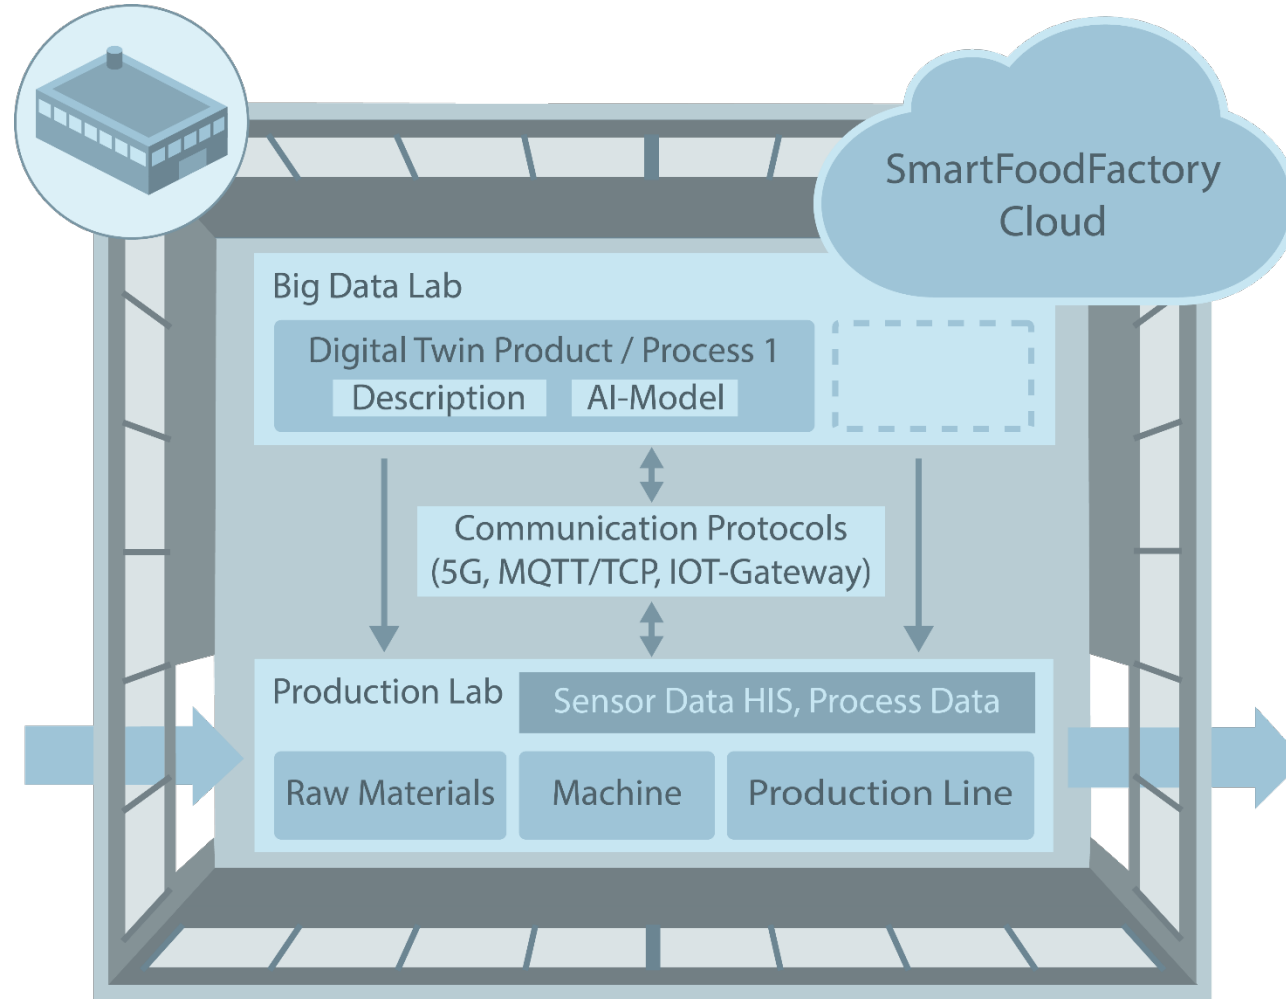 SmartFoodFactory
Cloud
Big Data Lab
Digital Twin Product / Process 1
Description
AI-Model
Communication Protocols
(5G, MQTT/TCP, IOT-Gateway)
Production Lab
Sensor Data HIS, Process Data
Raw Materials
Machine
Production Line